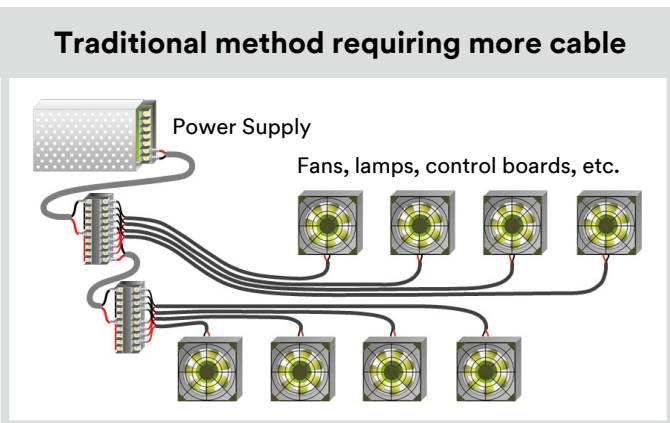 Traditional method requiring more cable
Power Supply
Fans, lamps, control boards, etc.